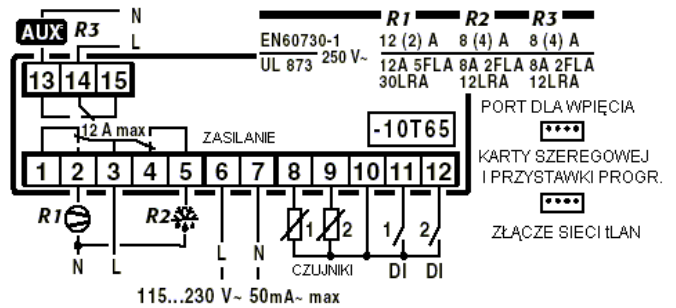 N
AUX R3 L
R1 R2 R3
EN60730-1 250 V~ 12 (2) A 8 (4) A 8 (4) A
UL 873 12A 5FLA 8A 2FLA 8A 2FLA
30LRA 12LRA 12LRA
13 14 15
12 A max
ZASILANIE
-10T65
PORT DLA WPIĘCIA
KARTY SZEREGOWEJ
I PRZYSTAWKI PROGR.
ZŁĄCZE SIECI tLAN
1 2 3 4 5 6 7 8 9 10 11 12
R1 R2 1 2 1 2
N L L N CZUJNIKI DI DI
115...230 V~ 50mA~ max